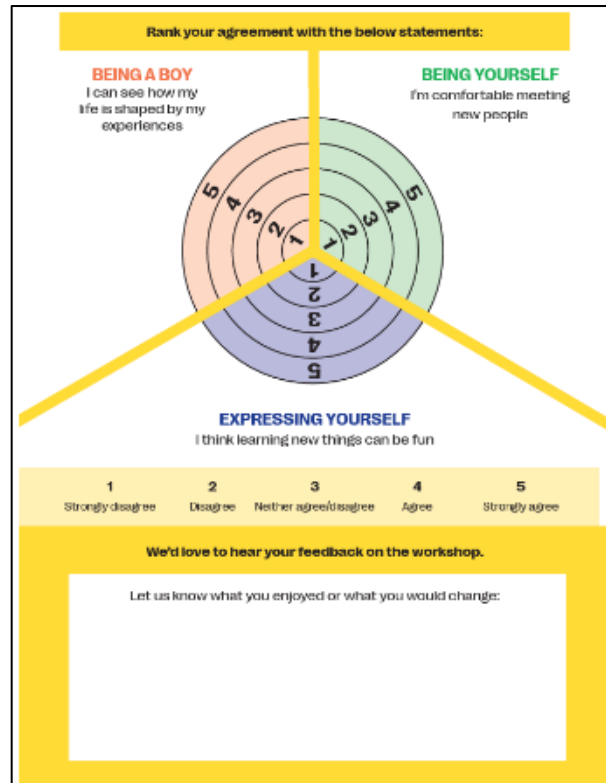 Rank your agreement with the below statements:
BEING A BOY
I can see how my
life is shaped by my
experiences
BEING YOURSELF
I'm comfortable meeting
new people
5
4
3
2
1
1
2
3
4
5
1
2
3
4
5
EXPRESSING YOURSELF
I think learning new things can be fun
1 2 3 4 5
Strongly disagree Disagree Neither agree/disagree Agree Strongly agree
We'd love to hear your feedback on the workshop.
Let us know what you enjoyed or what you would change: